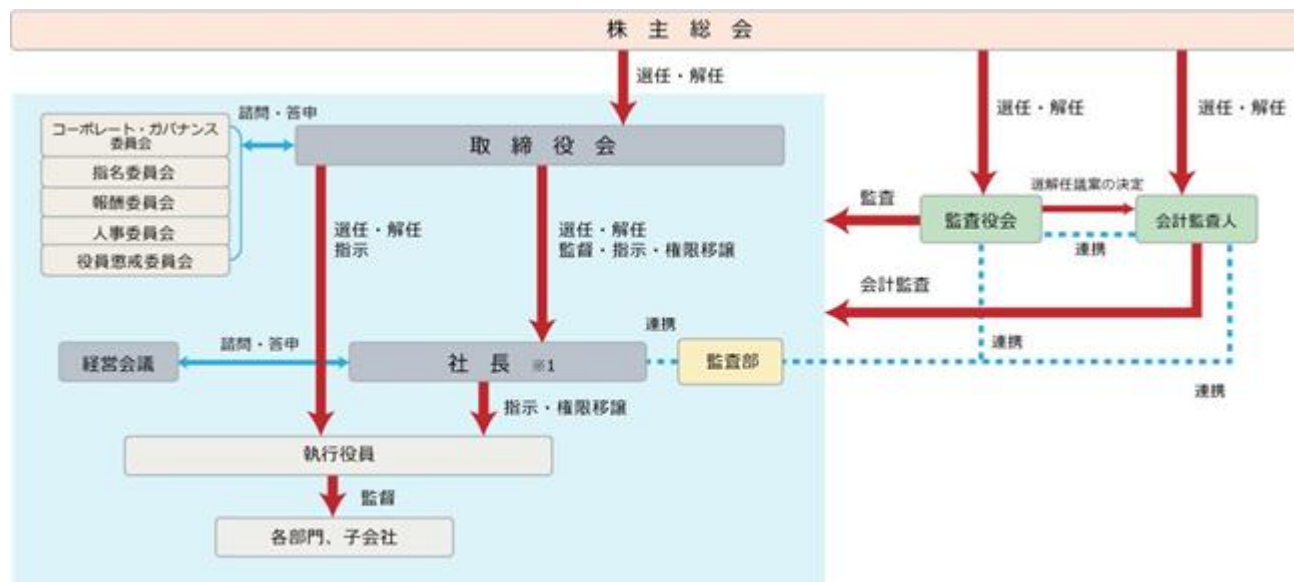 株主総会
選任・解任
選任・解任
選任・解任
諮問・答申
コーポレート・ガバナンス
委員会
指名委員会
報酬委員会
人事委員会
役員懲戒委員会
取締役会
選任・解任
指示
選任・解任
監督・指示・権限移譲
監査
監査役会
選解任議案の決定
会計監査人
連携
会計監査
連携
経営会議
諮問・答申
社長 ※1
連携
監査部
連携
指示・権限移譲
執行役員
監督
各部門、子会社